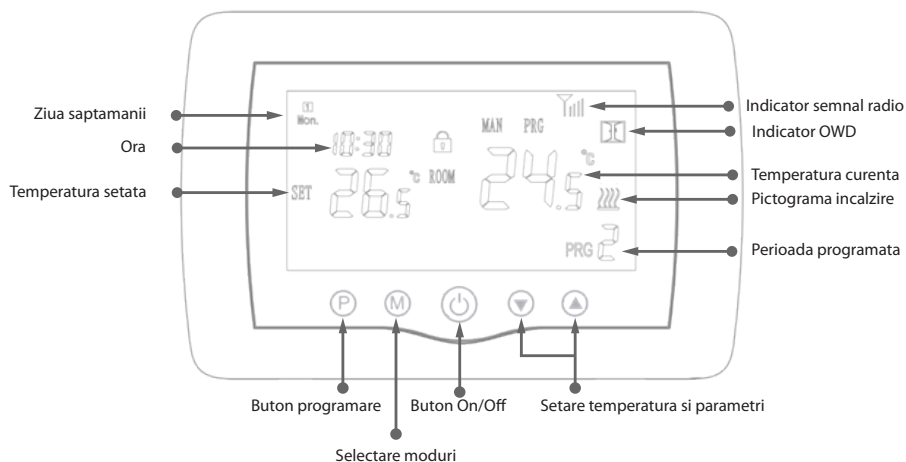 1
Mon.
10:30
MAN PRG
°C
SET 26.5 °C ROOM
24.5
PRG 2
P M
Ziua saptamanii
Ora
Temperatura setata
Indicator semnal radio
Indicator OWD
Temperatura curenta
Pictograma incalzire
Perioada programata
Buton programare
Buton On/Off
Setare temperatura si parametri
Selectare moduri